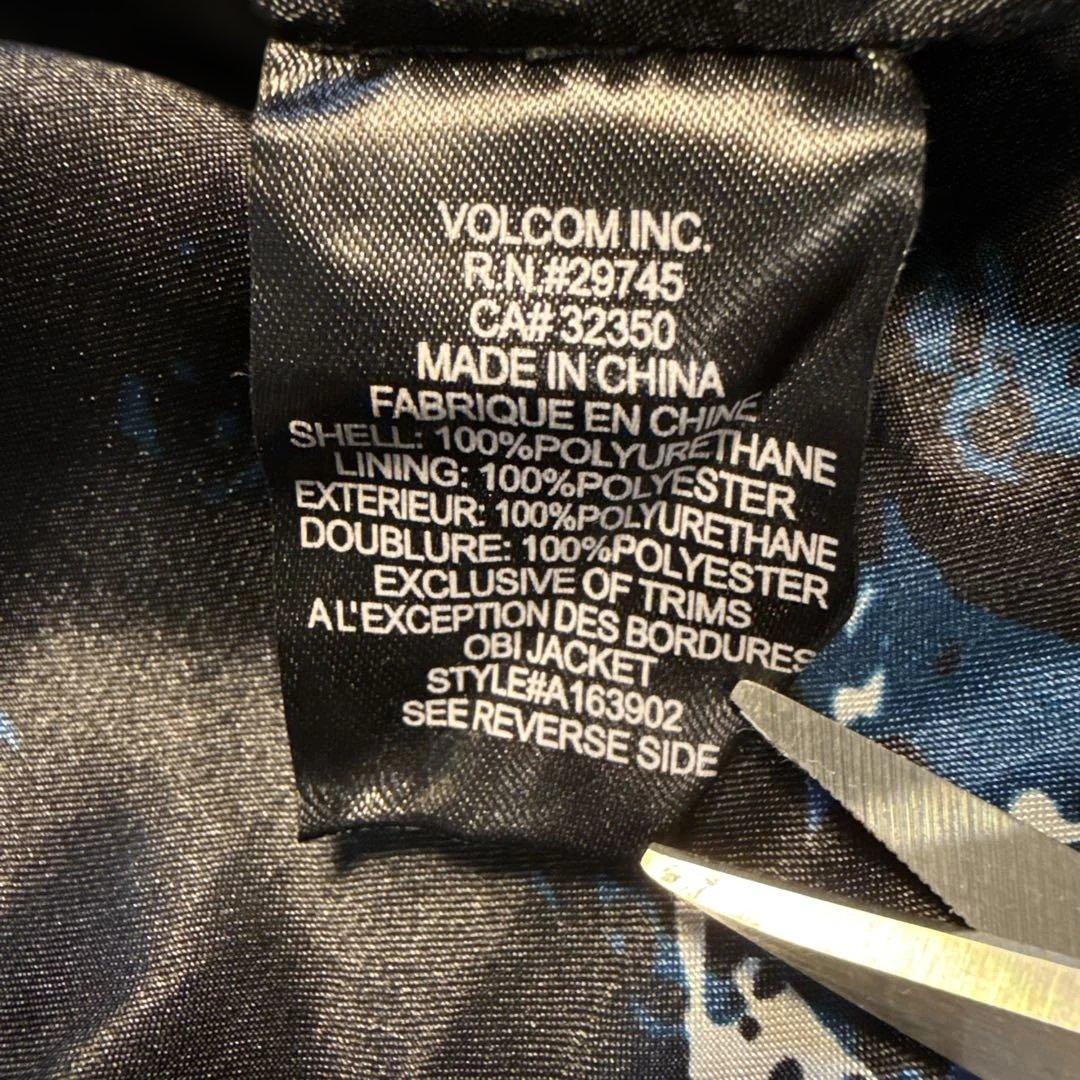 VOLCOM INC.
R.N.#29745
CA# 32350
MADE IN CHINA
FABRIQUE EN CHINE
SHELL: 100%POLYURETHANE
LINING: 100%POLYESTER
EXTERIEUR: 100%POLYURETHANE
DOUBLURE: 100%POLYESTER
EXCLUSIVE OF TRIMS
A L'EXCEPTION DES BORDURES
OBI JACKET
STYLE#A163902
SEE REVERSE SIDE